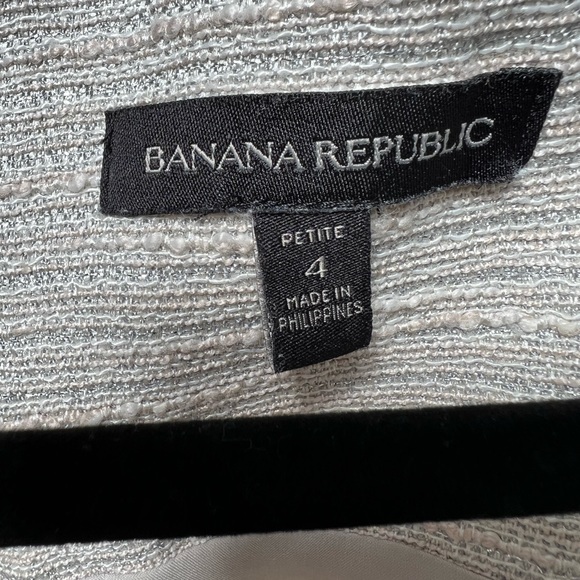 BANANA REPUBLIC
PETITE
4
MADE IN
PHILIPPINES